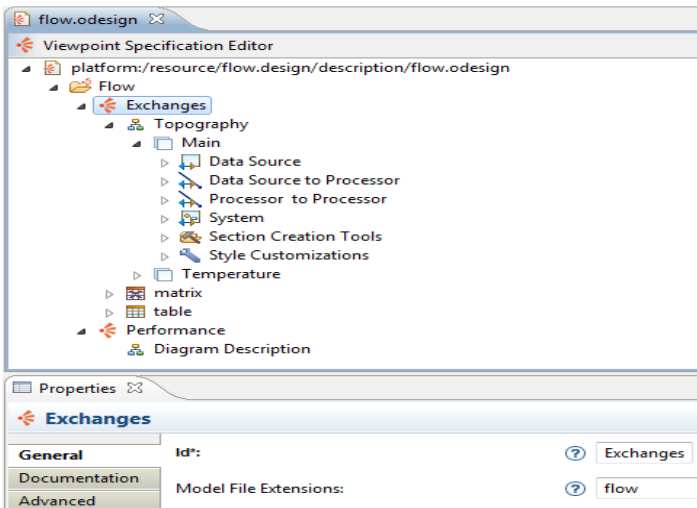 flow.odesign
Viewpoint Specification Editor
platform:/resource/flow.design/description/flow.odesign
Flow
Exchanges
Topography
Main
Data Source
Data Source to Processor
Processor to Processor
System
Section Creation Tools
Style Customizations
Temperature
matrix
table
Performance
Diagram Description
Properties
Exchanges
General
Id*: ? Exchanges
Documentation
Model File Extensions: ? flow
Advanced